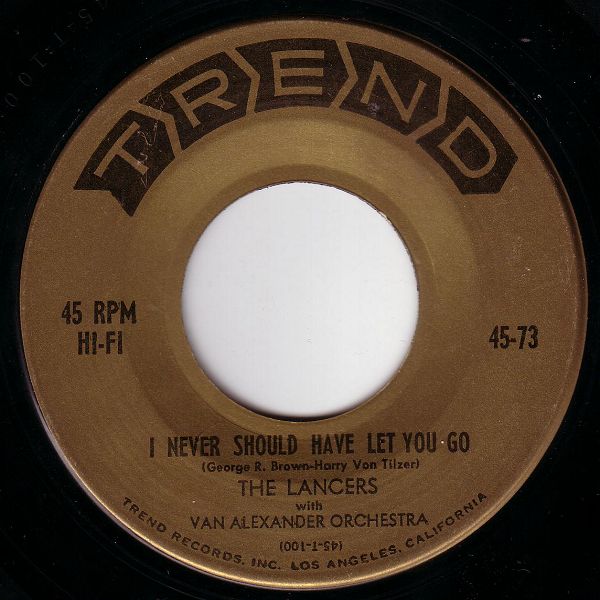 TREND
45 RPM
HI-FI
45-73
I NEVER SHOULD HAVE LET YOU GO
(George R. Brown-Harry Von Tilzer)
THE LANCERS
with
VAN ALEXANDER ORCHESTRA
(45-T-001)
TREND RECORDS, INC. LOS ANGELES, CALIFORNIA